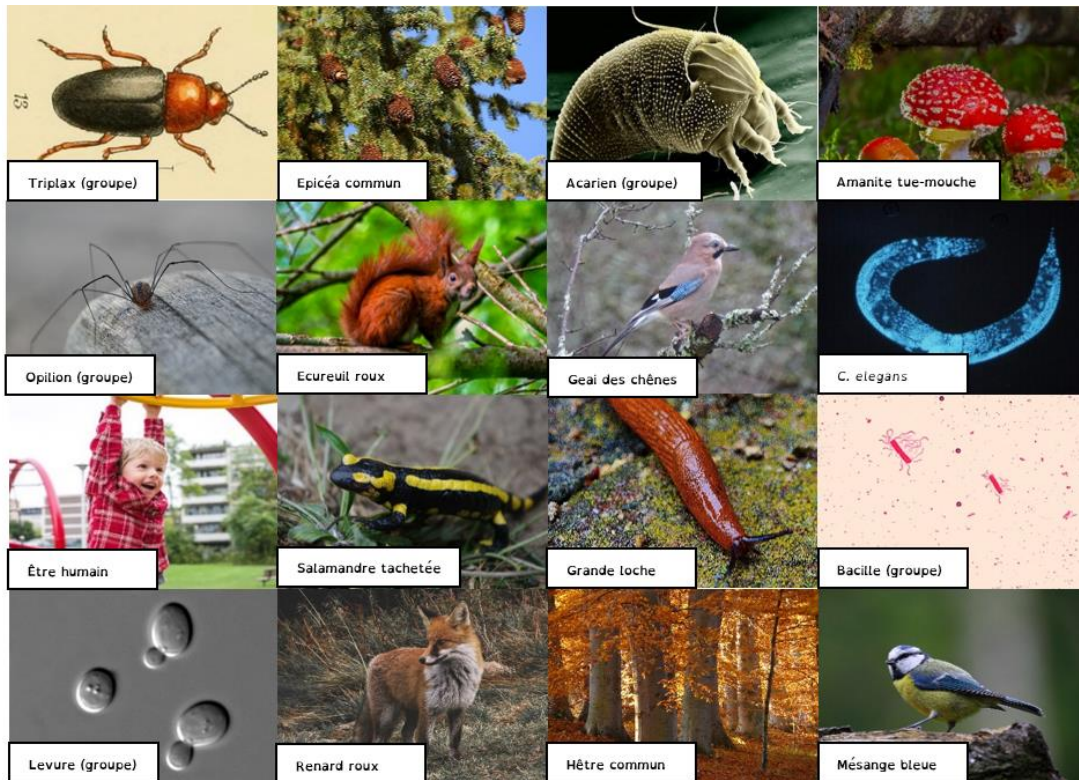 13
Triplax (groupe)
Epicéa commun
Acarien (groupe)
Amanite tue-mouche
Opilion (groupe)
Ecureuil roux
Geai des chênes
C. elegans
Être humain
Salamandre tachetée
Grande loche
Bacille (groupe)
Levure (groupe)
Renard roux
Hêtre commun
Mésange bleue